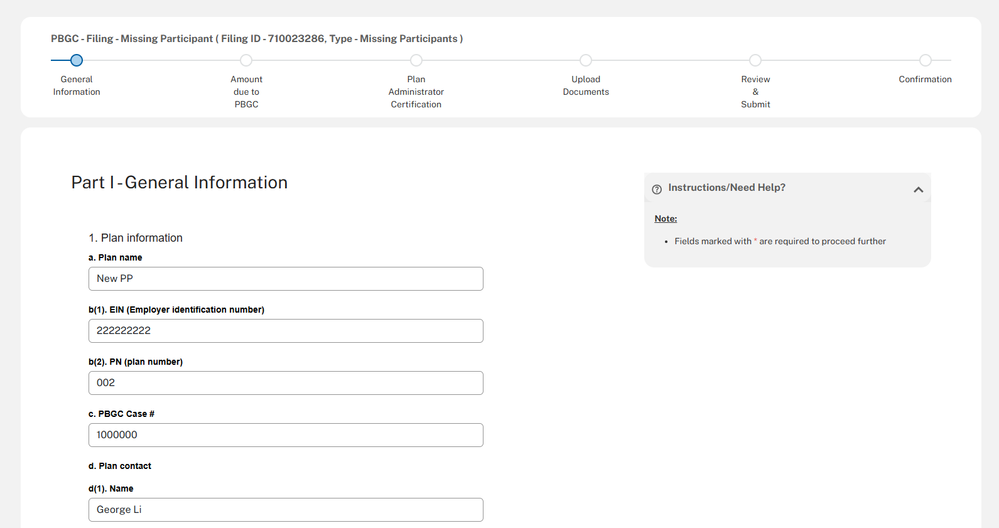 PBGC - Filing - Missing Participant ( Filing ID - 710023286, Type - Missing Participants )
General
Information
Amount
due to
PBGC
Plan
Administrator
Certification
Upload
Documents
Review
&
Submit
Confirmation
Part I - General Information
Instructions/Need Help?
Note:
• Fields marked with * are required to proceed further
1. Plan information
a. Plan name
New PP
b(1). EIN (Employer identification number)
222222222
b(2). PN (plan number)
002
c. PBGC Case #
1000000
d. Plan contact
d(1). Name
George Li